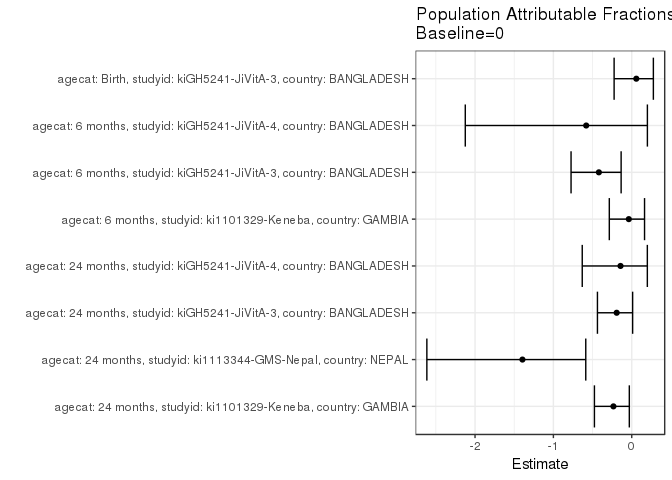 Population Attributable Fractions
Baseline=0
agecat: Birth, studyid: kiGH5241-JiVitA-3, country: BANGLADESH
agecat: 6 months, studyid: kiGH5241-JiVitA-4, country: BANGLADESH
agecat: 6 months, studyid: kiGH5241-JiVitA-3, country: BANGLADESH
agecat: 6 months, studyid: ki1101329-Keneba, country: GAMBIA
agecat: 24 months, studyid: kiGH5241-JiVitA-4, country: BANGLADESH
agecat: 24 months, studyid: kiGH5241-JiVitA-3, country: BANGLADESH
agecat: 24 months, studyid: ki1113344-GMS-Nepal, country: NEPAL
agecat: 24 months, studyid: ki1101329-Keneba, country: GAMBIA
-2 -1 0
Estimate